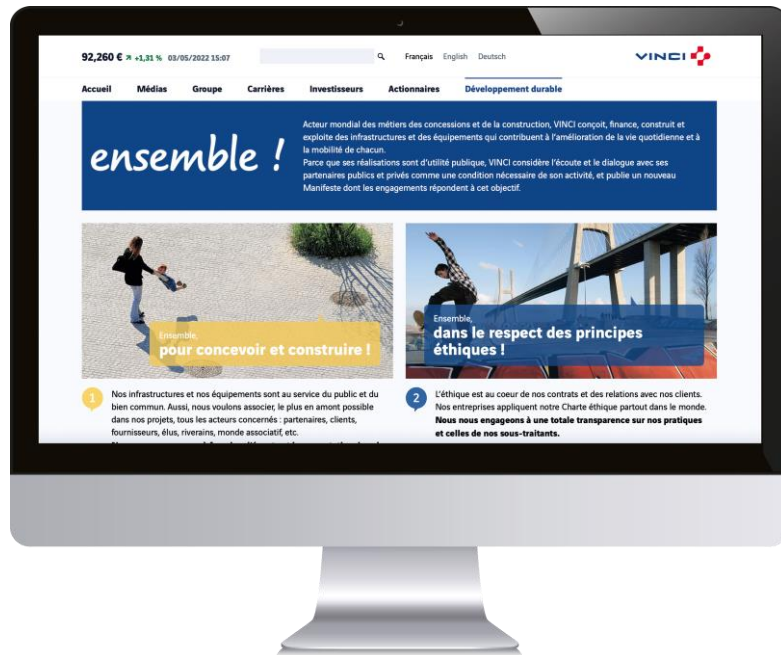 92,260 € ↗ +1,31 % 03/05/2022 15:07
Français English Deutsch
VINCI
Accueil Médias Groupe Carrières Investisseurs Actionnaires Développement durable
ensemble !
Acteur mondial des métiers des concessions et de la construction, VINCI conçoit, finance, construit et
exploite des infrastructures et des équipements qui contribuent à l'amélioration de la vie quotidienne et à
la mobilité de chacun.
Parce que ses réalisations sont d'utilité publique, VINCI considère l'écoute et le dialogue avec ses
partenaires publics et privés comme une condition nécessaire de son activité, et publie un nouveau
Manifeste dont les engagements répondent à cet objectif.
Ensemble,
pour concevoir et construire !
1
Nos infrastructures et nos équipements sont au service du public et du
bien commun. Aussi, nous voulons associer, le plus en amont possible
dans nos projets, tous les acteurs concernés : partenaires, clients,
fournisseurs, élus, riverains, monde associatif, etc.
Ensemble,
dans le respect des principes
éthiques !
2
L'éthique est au coeur de nos contrats et des relations avec nos clients.
Nos entreprises appliquent notre Charte éthique partout dans le monde.
Nous nous engageons à une totale transparence sur nos pratiques
et celles de nos sous-traitants.